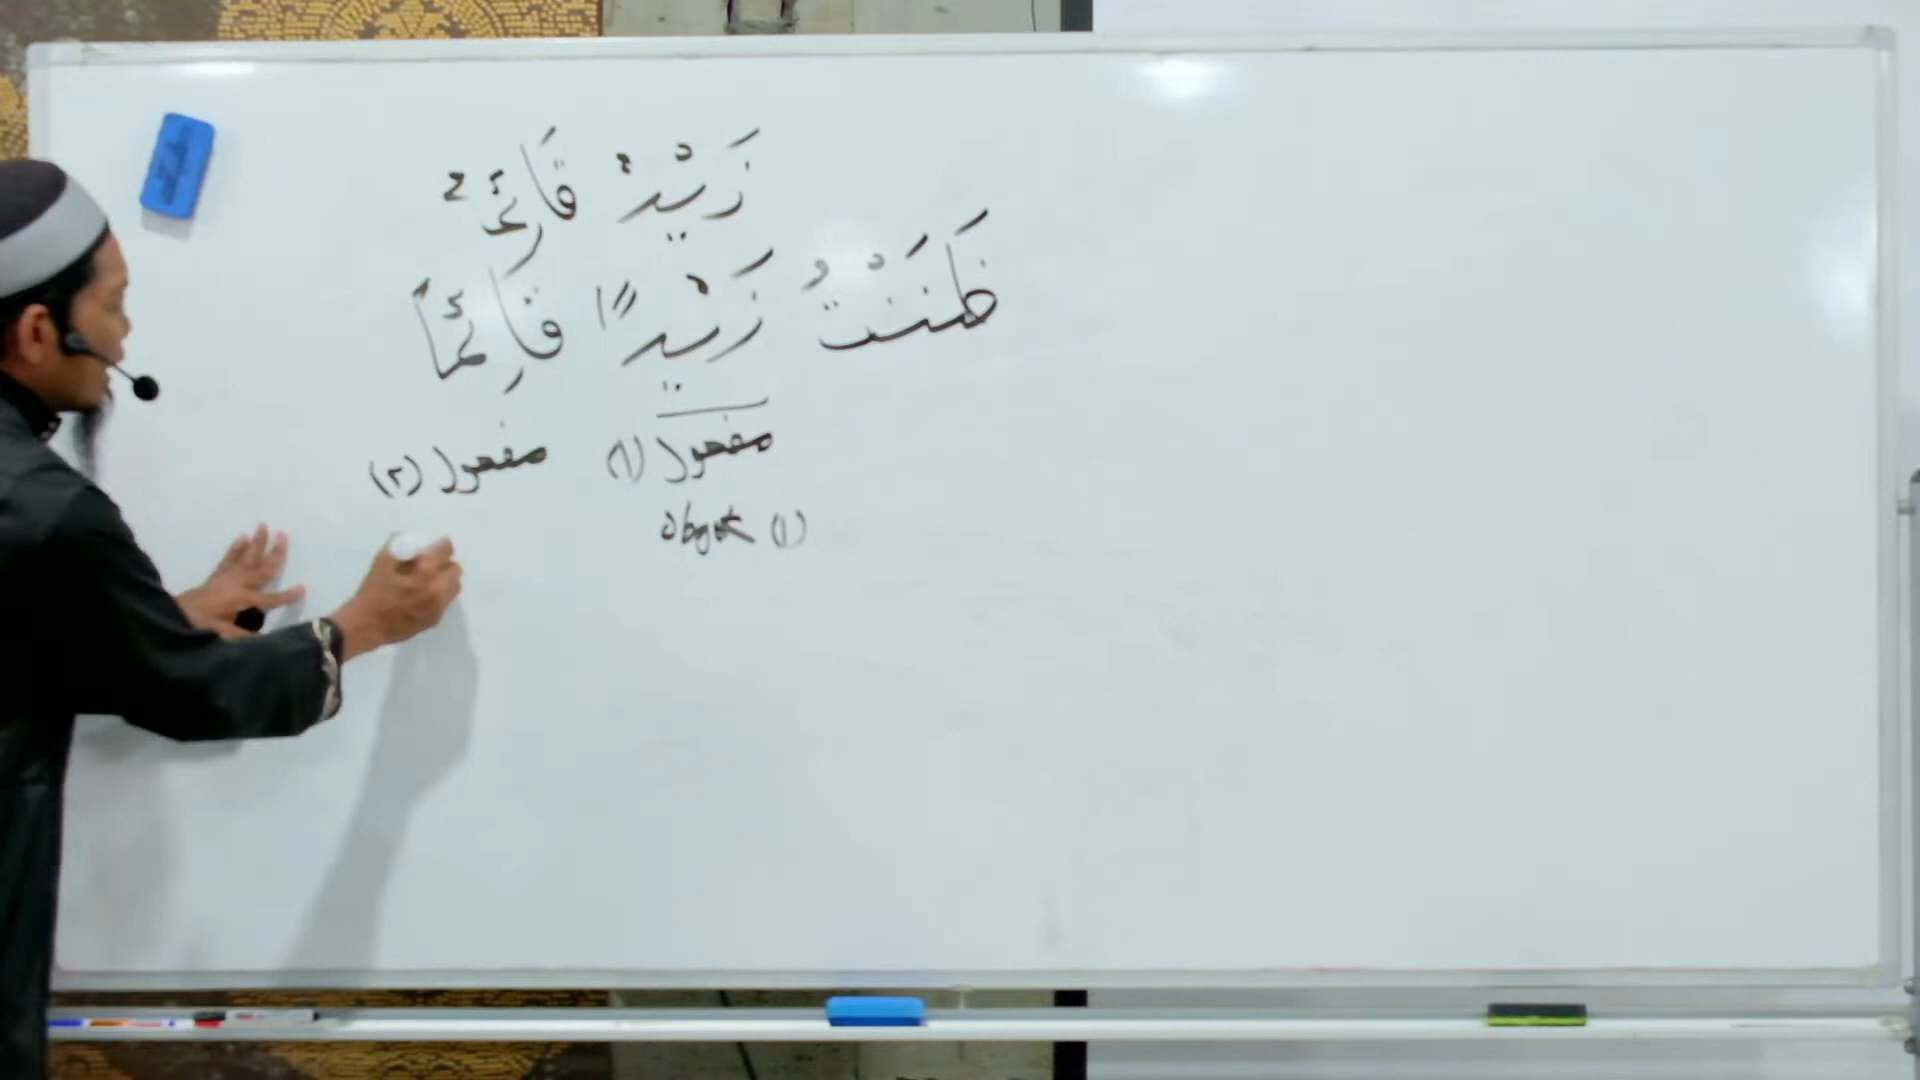 زَيْدٌ قَائِمٌ
ظَنَنْتُ زَيْدًا قَائِمًا
مفعول (١) مفعول (٢)
Objek (1)